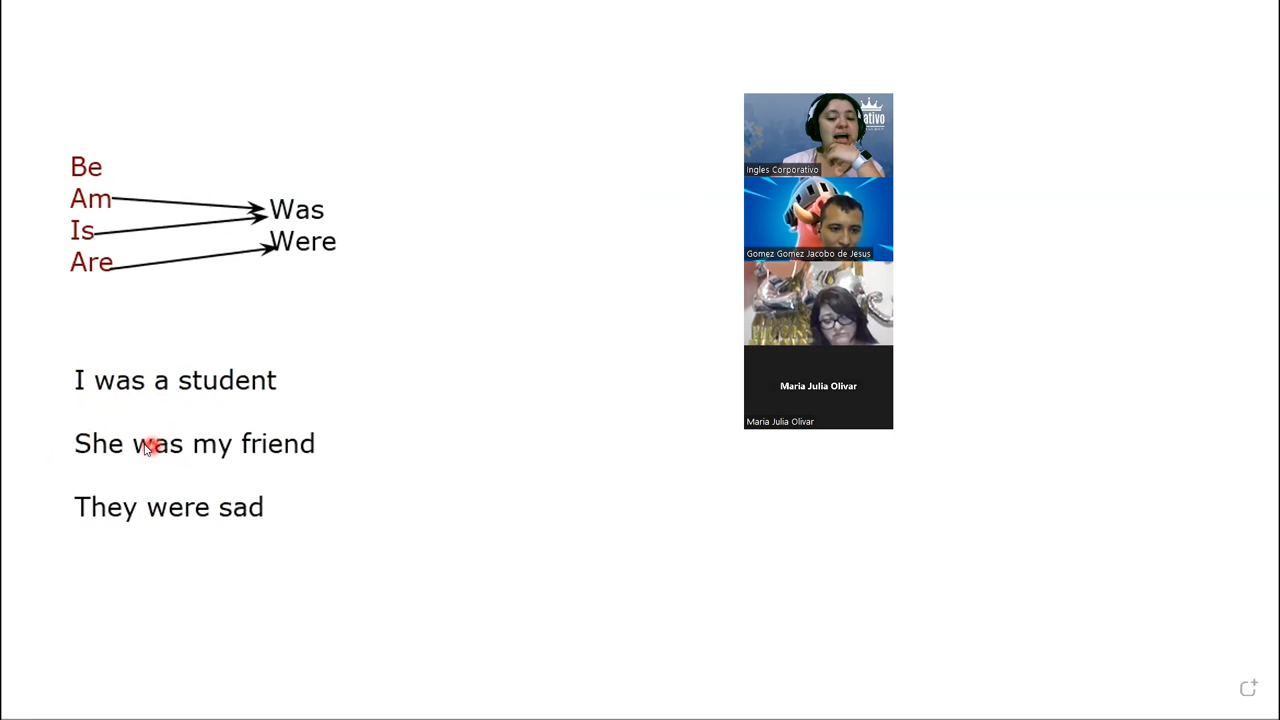 Be
Am
Is
Are
Was
Were
I was a student
She was my friend
They were sad
ativo
Ingles Corporativo
Gomez Gomez Jacobo de Jesus
Maria Julia Olivar
Maria Julia Olivar